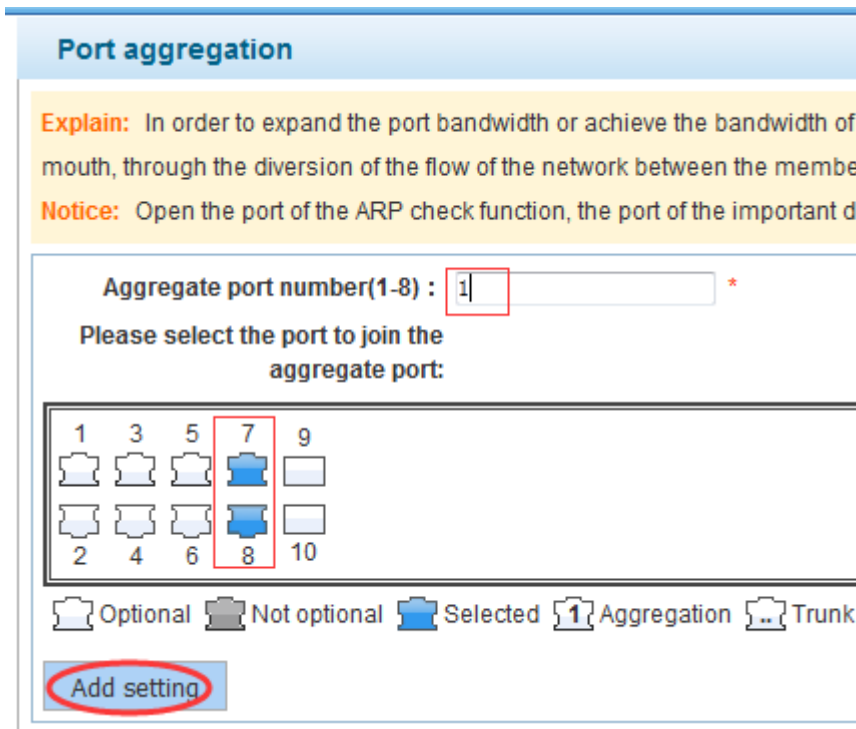 Port aggregation
Explain: In order to expand the port bandwidth or achieve the bandwidth of
mouth, through the diversion of the flow of the network between the membe
Notice: Open the port of the ARP check function, the port of the important d
Aggregate port number(1-8) : 1 *
Please select the port to join the
aggregate port:
1 3 5 7 9
2 4 6 8 10
Optional Not optional Selected 1 Aggregation .. Trunk
Add setting